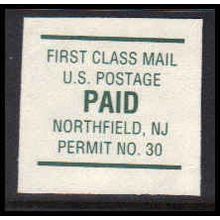 FIRST CLASS MAIL
U.S. POSTAGE
PAID
NORTHFIELD, NJ
PERMIT NO. 30